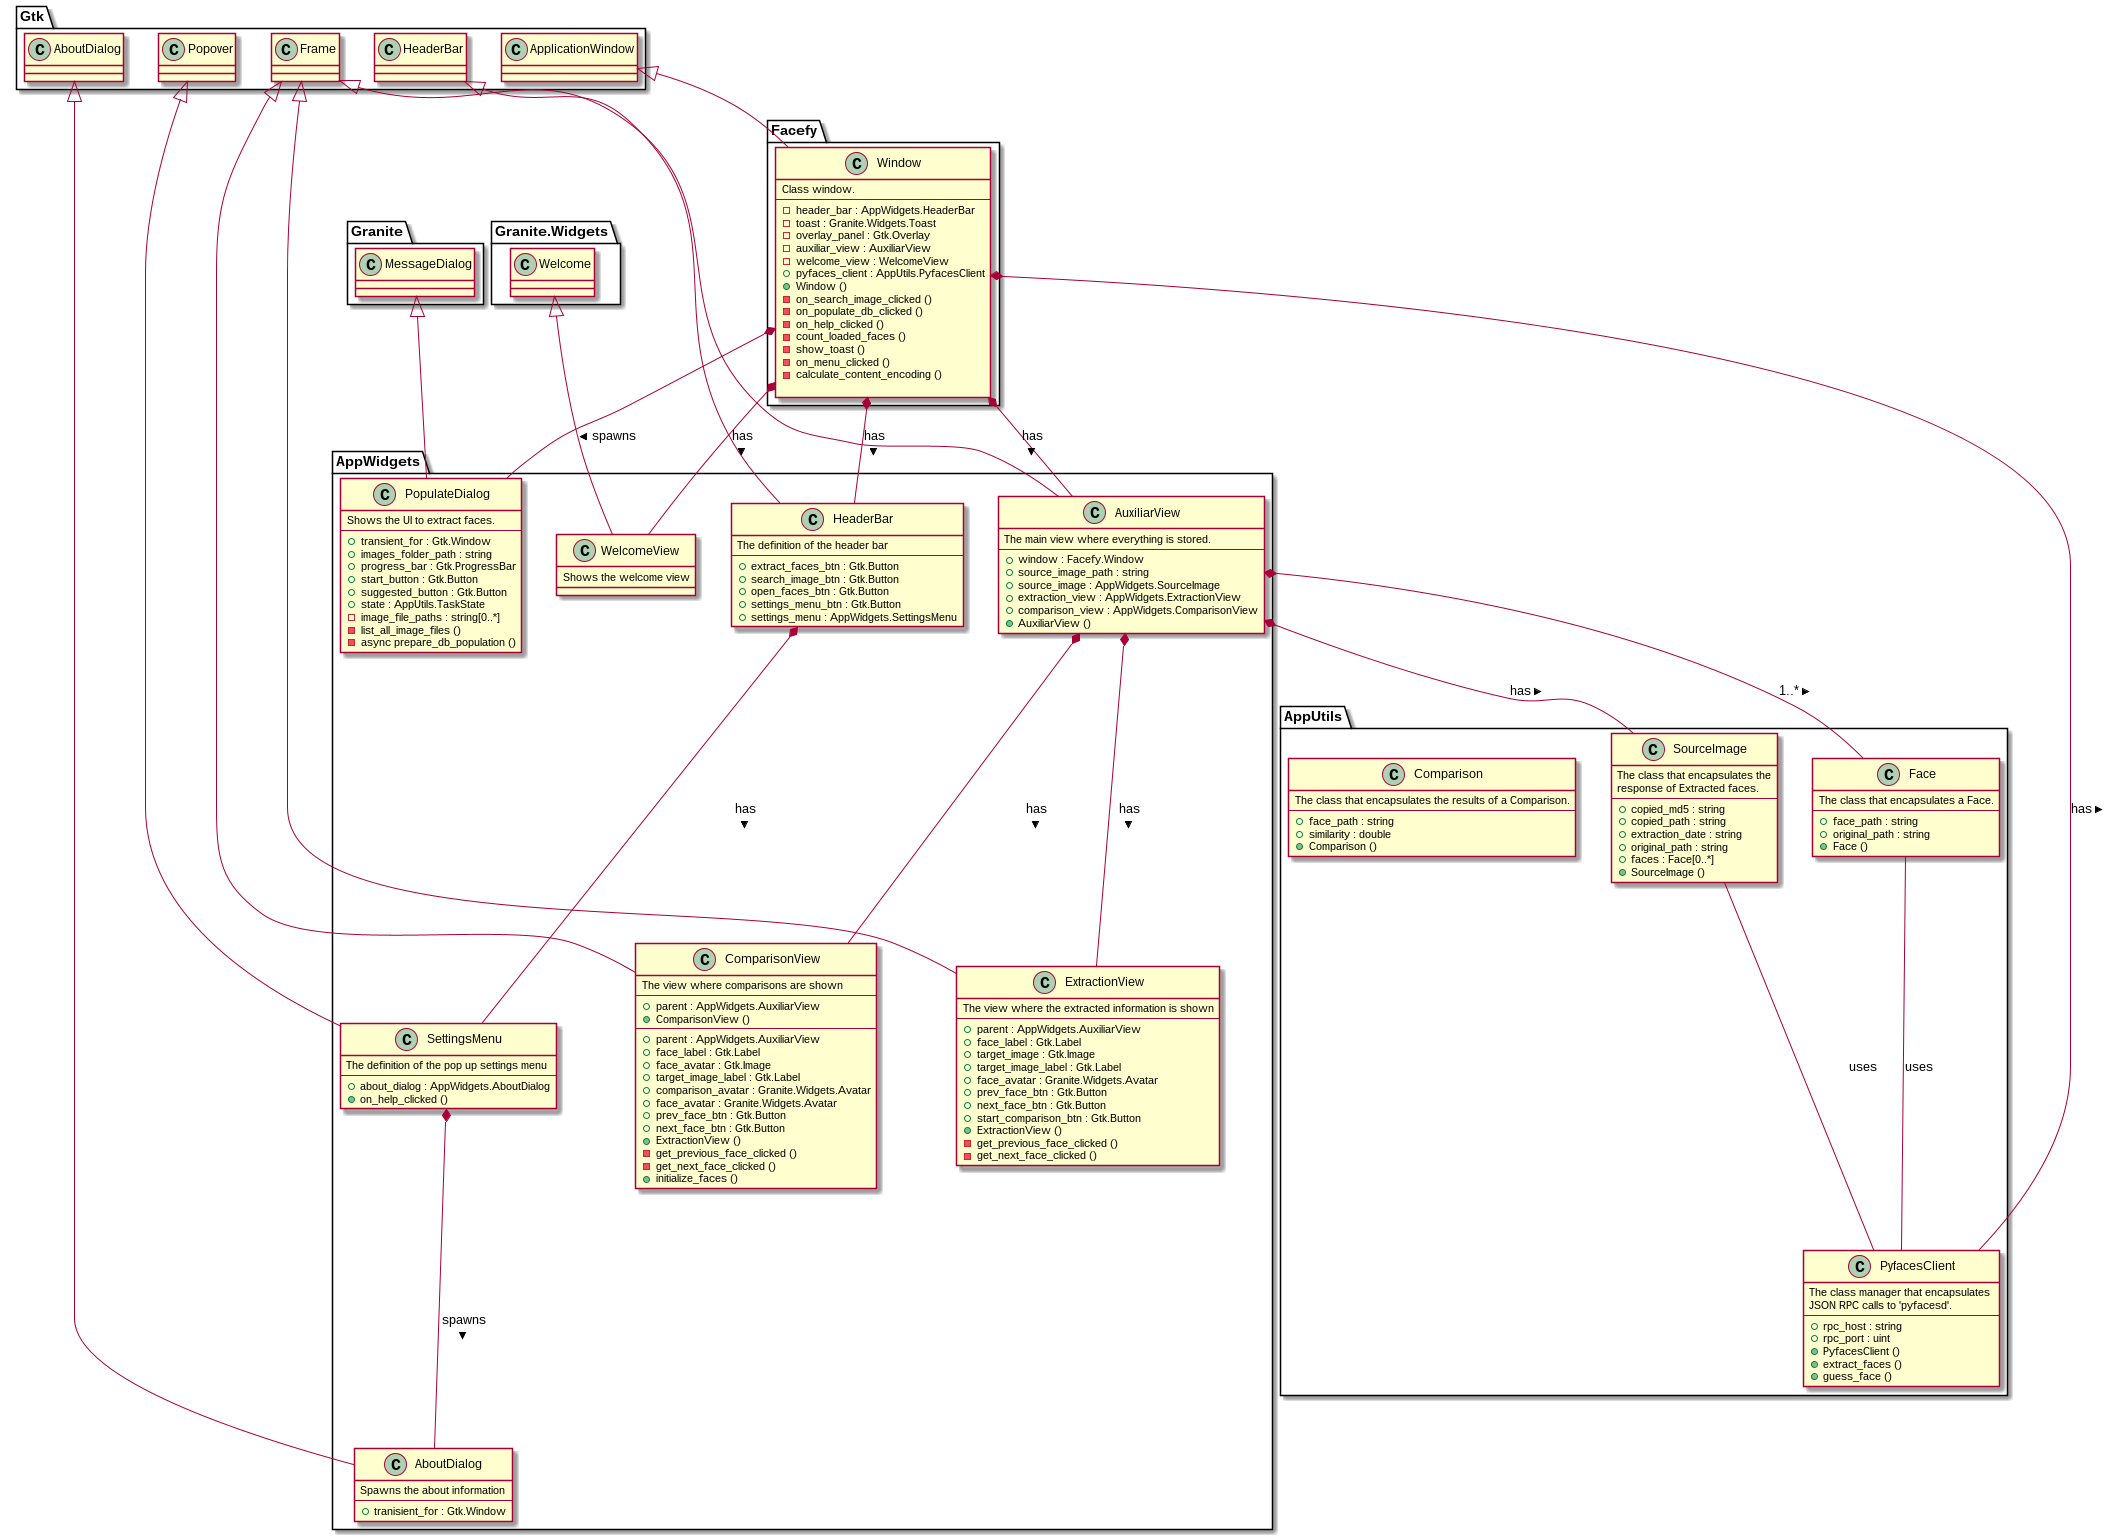 Gtk
C AboutDialog
C Popover
C Frame
C HeaderBar
C ApplicationWindow
Facefy
C Window
Class window.
header_bar : AppWidgets.HeaderBar
toast : Granite.Widgets.Toast
overlay_panel : Gtk.Overlay
auxiliar_view : AuxiliarView
welcome_view : WelcomeView
pyfaces_client : AppUtils.PyfacesClient
Window ()
on_search_image_clicked ()
on_populate_db_clicked ()
on_help_clicked ()
count_loaded_faces ()
show_toast ()
on_menu_clicked ()
calculate_content_encoding ()
Granite
C MessageDialog
Granite.Widgets
C Welcome
spawns
has
has
has
AppWidgets
C PopulateDialog
Shows the UI to extract faces.
transient_for : Gtk.Window
images_folder_path : string
progress_bar : Gtk.ProgressBar
start_button : Gtk.Button
suggested_button : Gtk.Button
state : AppUtils.TaskState
image_file_paths : string[0..*]
list_all_image_files ()
async prepare_db_population ()
C WelcomeView
Shows the welcome view
C HeaderBar
The definition of the header bar
extract_faces_btn : Gtk.Button
search_image_btn : Gtk.Button
open_faces_btn : Gtk.Button
settings_menu_btn : Gtk.Button
settings_menu : AppWidgets.SettingsMenu
C AuxiliarView
The main view where everything is stored.
window : Facefy.Window
source_image_path : string
source_image : AppWidgets.SourceImage
extraction_view : AppWidgets.ExtractionView
comparison_view : AppWidgets.ComparisonView
AuxiliarView ()
has
1..*
AppUtils
C Comparison
The class that encapsulates the results of a Comparison.
face_path : string
similarity : double
Comparison ()
C SourceImage
The class that encapsulates the
response of Extracted faces.
copied_md5 : string
copied_path : string
extraction_date : string
original_path : string
faces : Face[0..*]
SourceImage ()
C Face
The class that encapsulates a Face.
face_path : string
original_path : string
Face ()
has
has
has
has
C ComparisonView
The view where comparisons are shown
parent : AppWidgets.AuxiliarView
ComparisonView ()
parent : AppWidgets.AuxiliarView
face_label : Gtk.Label
face_avatar : Gtk.Image
target_image_label : Gtk.Label
comparison_avatar : Granite.Widgets.Avatar
face_avatar : Granite.Widgets.Avatar
prev_face_btn : Gtk.Button
next_face_btn : Gtk.Button
ExtractionView ()
get_previous_face_clicked ()
get_next_face_clicked ()
initialize_faces ()
C ExtractionView
The view where the extracted information is shown
parent : AppWidgets.AuxiliarView
face_label : Gtk.Label
target_image : Gtk.Image
target_image_label : Gtk.Label
face_avatar : Granite.Widgets.Avatar
prev_face_btn : Gtk.Button
next_face_btn : Gtk.Button
start_comparison_btn : Gtk.Button
ExtractionView ()
get_previous_face_clicked ()
get_next_face_clicked ()
C SettingsMenu
The definition of the pop up settings menu
about_dialog : AppWidgets.AboutDialog
on_help_clicked ()
uses
uses
C PyfacesClient
The class manager that encapsulates
JSON RPC calls to 'pyfacesd'.
rpc_host : string
rpc_port : uint
PyfacesClient ()
extract_faces ()
guess_face ()
spawns
C AboutDialog
Spawns the about information
tranisient_for : Gtk.Window